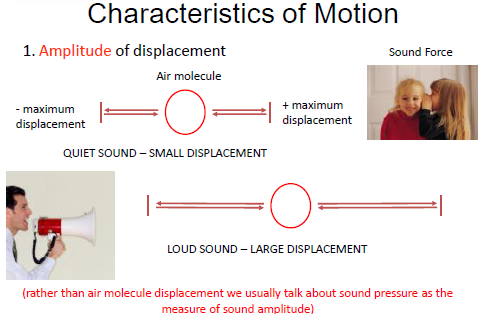 Characteristics of Motion
1. Amplitude of displacement
Sound Force
Air molecule
- maximum
displacement
+ maximum
displacement
QUIET SOUND – SMALL DISPLACEMENT
LOUD SOUND – LARGE DISPLACEMENT
(rather than air molecule displacement we usually talk about sound pressure as the
measure of sound amplitude)